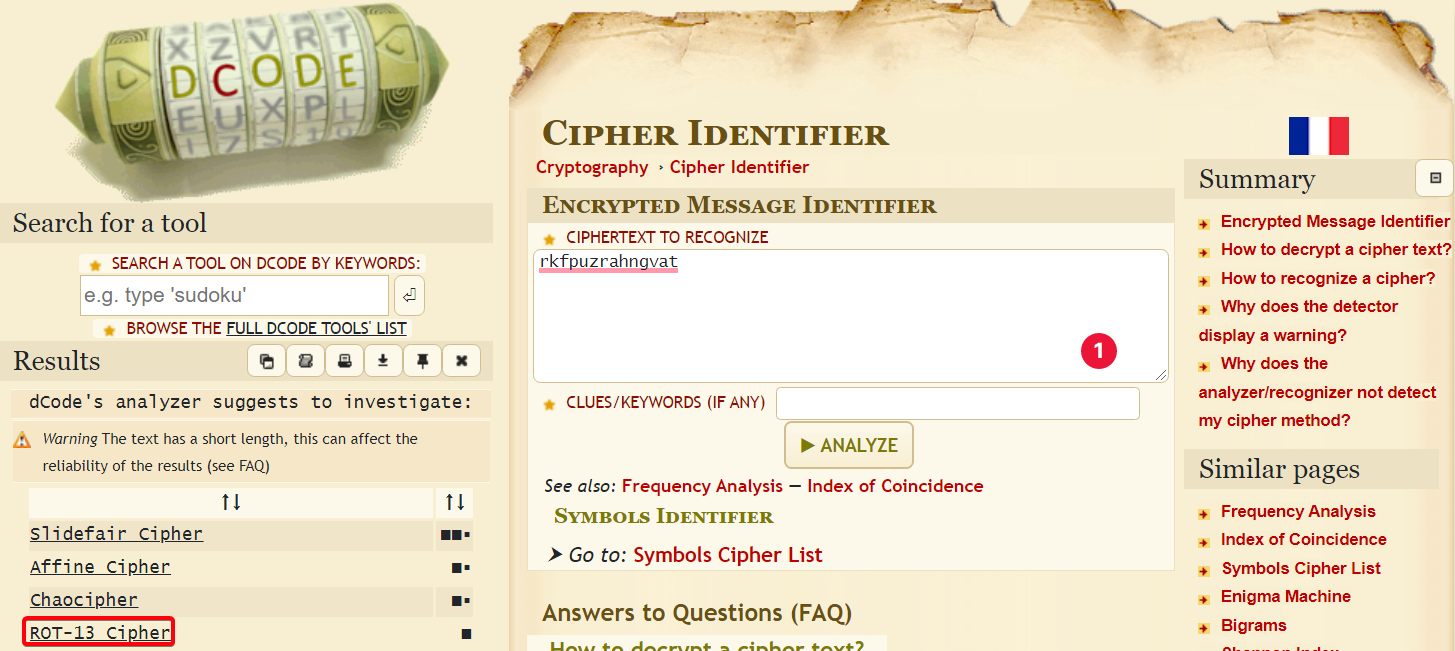 X Z V R T
D C O D E
E U X P L
Search for a tool
SEARCH A TOOL ON DCODE BY KEYWORDS:
e.g. type 'sudoku'
BROWSE THE FULL DCODE TOOLS' LIST
Results
dCode's analyzer suggests to investigate:
Warning The text has a short length, this can affect the
reliability of the results (see FAQ)
↑↓ ↑↓
Slidefair Cipher
Affine Cipher
Chaocipher
ROT-13 Cipher
CIPHER IDENTIFIER
Cryptography › Cipher Identifier
ENCRYPTED MESSAGE IDENTIFIER
CIPHERTEXT TO RECOGNIZE
rkfpuzrahngvat
1
CLUES/KEYWORDS (IF ANY)
▶ ANALYZE
See also: Frequency Analysis — Index of Coincidence
SYMBOLS IDENTIFIER
➤ Go to: Symbols Cipher List
Answers to Questions (FAQ)
How to decrypt a cipher text?
Summary
Encrypted Message Identifier
How to decrypt a cipher text?
How to recognize a cipher?
Why does the detector
display a warning?
Why does the
analyzer/recognizer not detect
my cipher method?
Similar pages
Frequency Analysis
Index of Coincidence
Symbols Cipher List
Enigma Machine
Bigrams
Shannon Index